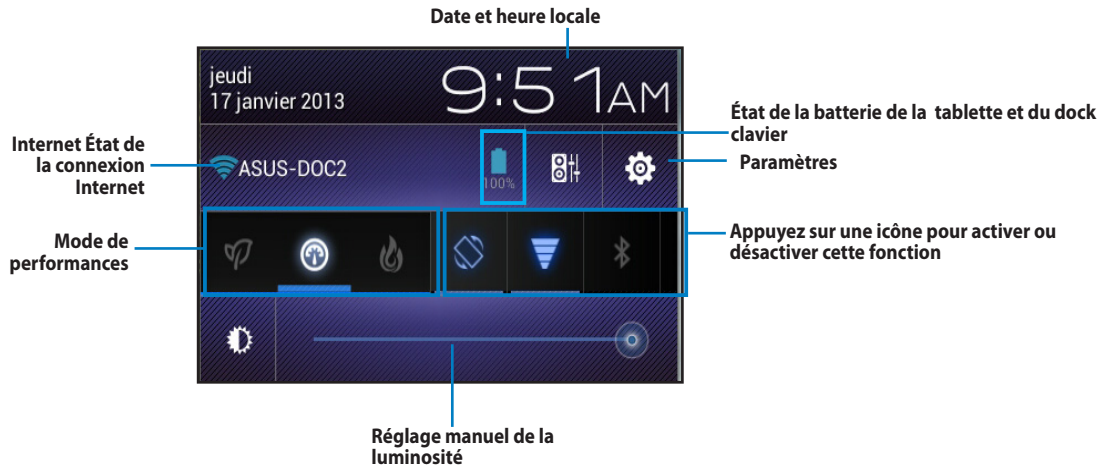 Date et heure locale
jeudi
17 janvier 2013
9:51AM
État de la batterie de la tablette et du dock
clavier
Internet État de
la connexion
Internet
ASUS-DOC2
100%
Paramètres
Mode de
performances
Appuyez sur une icône pour activer ou
désactiver cette fonction
Réglage manuel de la
luminosité